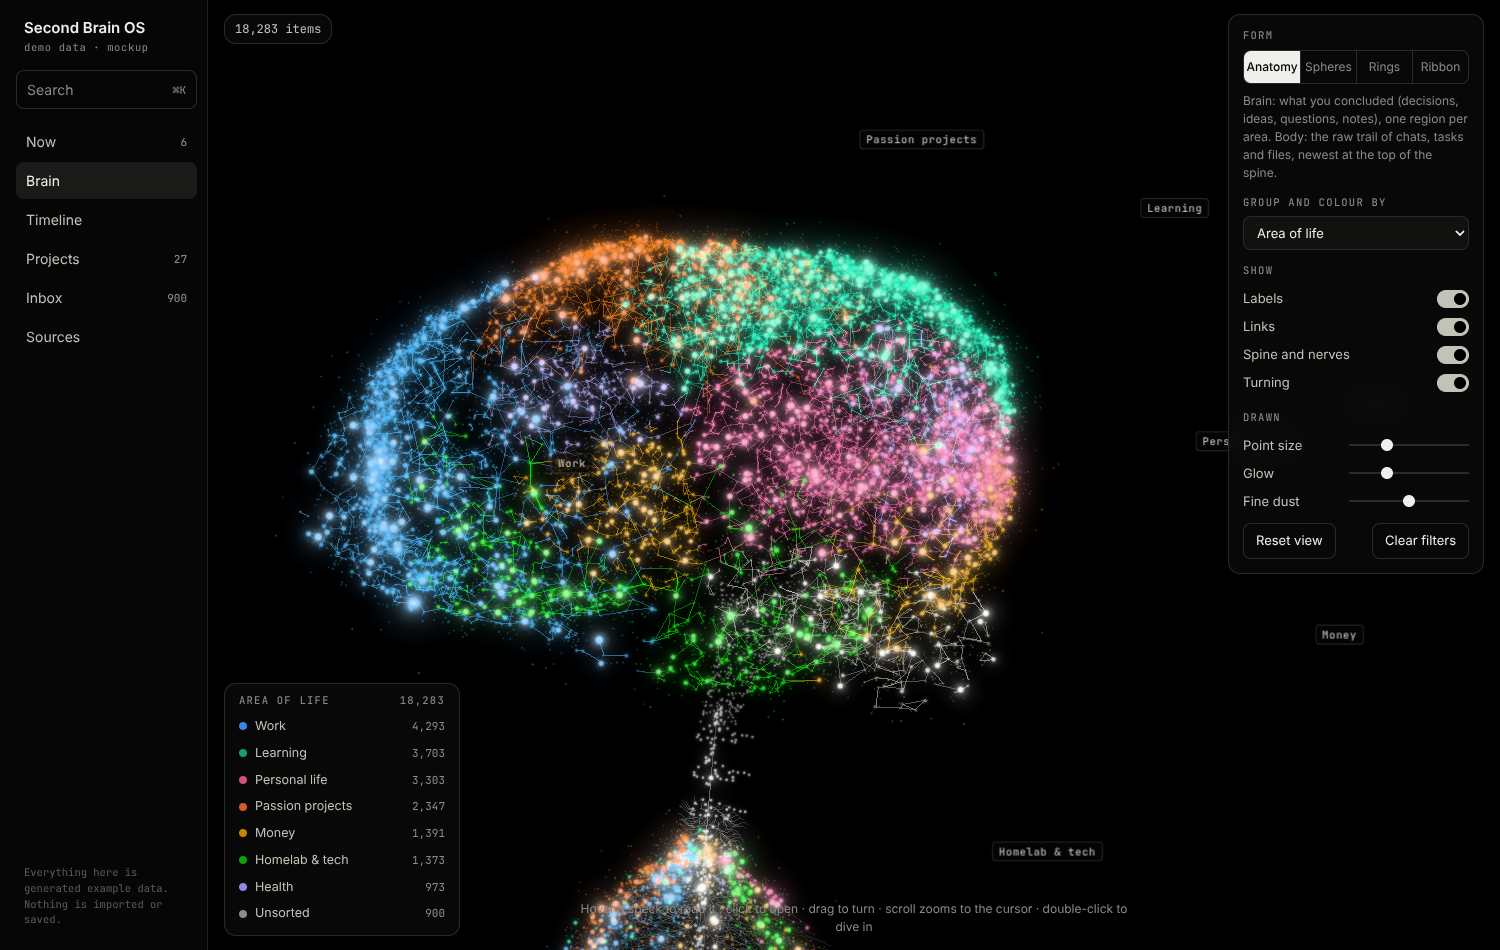 Second Brain OS
demo data · mockup
Search ⌘K
Now 6
Brain
Timeline
Projects 27
Inbox 900
Sources
Everything here is
generated example data.
Nothing is imported or
saved.
18,283 items
Passion projects
Learning
Work
Pers
Money
Homelab & tech
AREA OF LIFE 18,283
Work 4,293
Learning 3,703
Personal life 3,303
Passion projects 2,347
Money 1,391
Homelab & tech 1,373
Health 973
Unsorted 900
click to open · drag to turn · scroll zooms to the cursor · double-click to
dive in
FORM
Anatomy Spheres Rings Ribbon
Brain: what you concluded (decisions,
ideas, questions, notes), one region per
area. Body: the raw trail of chats, tasks
and files, newest at the top of the
spine.
GROUP AND COLOUR BY
Area of life
SHOW
Labels
Links
Spine and nerves
Turning
DRAWN
Point size
Glow
Fine dust
Reset view Clear filters